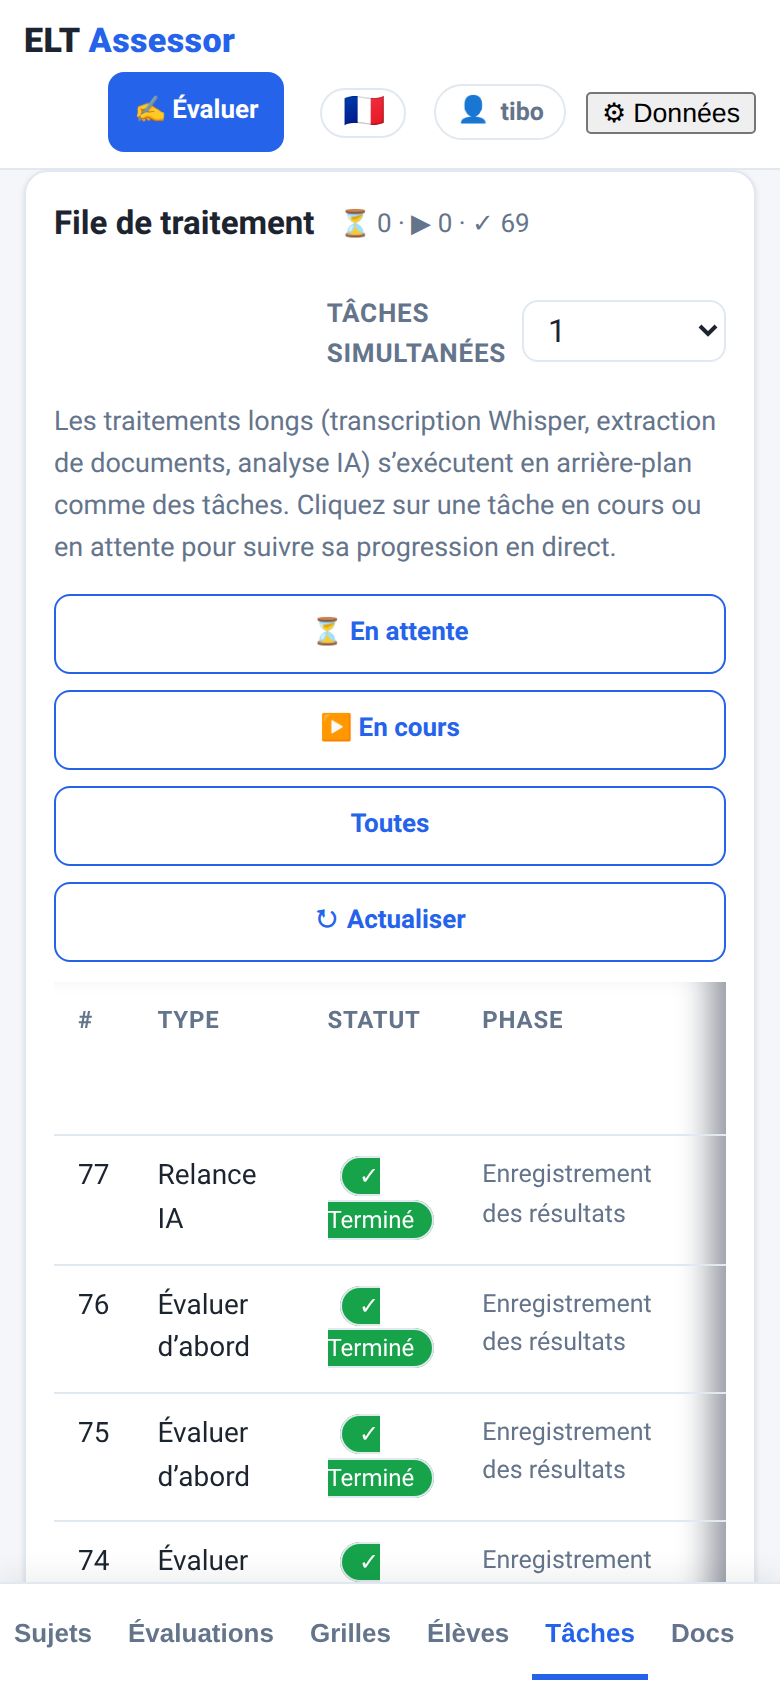 ELT Assessor
✍️ Évaluer
👤 tibo
⚙ Données
File de traitement ⏳ 0 · ▶ 0 · ✓ 69
TÂCHES
SIMULTANÉES
1
Les traitements longs (transcription Whisper, extraction
de documents, analyse IA) s’exécutent en arrière-plan
comme des tâches. Cliquez sur une tâche en cours ou
en attente pour suivre sa progression en direct.
⏳ En attente
▶️ En cours
Toutes
↻ Actualiser
# TYPE STATUT PHASE
77 Relance IA ✓ Terminé Enregistrement des résultats
76 Évaluer d’abord ✓ Terminé Enregistrement des résultats
75 Évaluer d’abord ✓ Terminé Enregistrement des résultats
74 Évaluer ✓ Enregistrement
Sujets Évaluations Grilles Élèves Tâches Docs